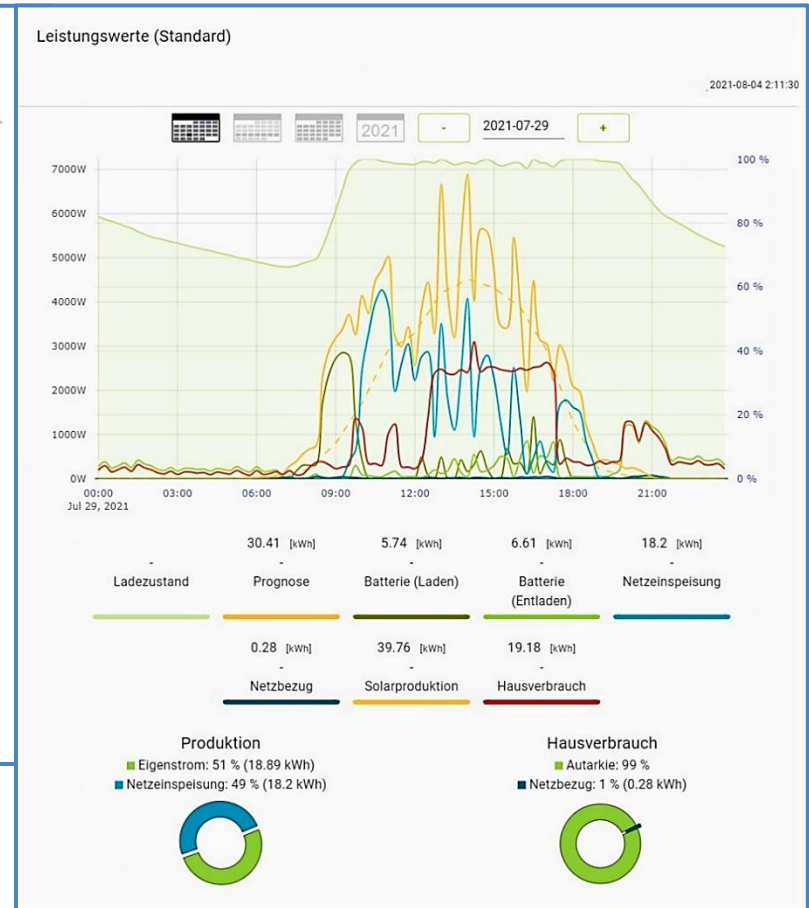 Leistungswerte (Standard)
2021-08-04 2:11:30
2021 - 2021-07-29 +
7000W 100 %
6000W 80 %
5000W
4000W 60 %
3000W 40 %
2000W
1000W 20 %
0W 0 %
00:00 03:00 06:00 09:00 12:00 15:00 18:00 21:00
Jul 29, 2021
30.41 [kWh] 5.74 [kWh] 6.61 [kWh] 18.2 [kWh]
- - - - -
Ladezustand Prognose Batterie (Laden) Batterie Netzeinspeisung
(Entladen)
0.28 [kWh] 39.76 [kWh] 19.18 [kWh]
- - -
Netzbezug Solarproduktion Hausverbrauch
Produktion
Eigenstrom: 51 % (18.89 kWh)
Netzeinspeisung: 49 % (18.2 kWh)
Hausverbrauch
Autarkie: 99 %
Netzbezug: 1 % (0.28 kWh)